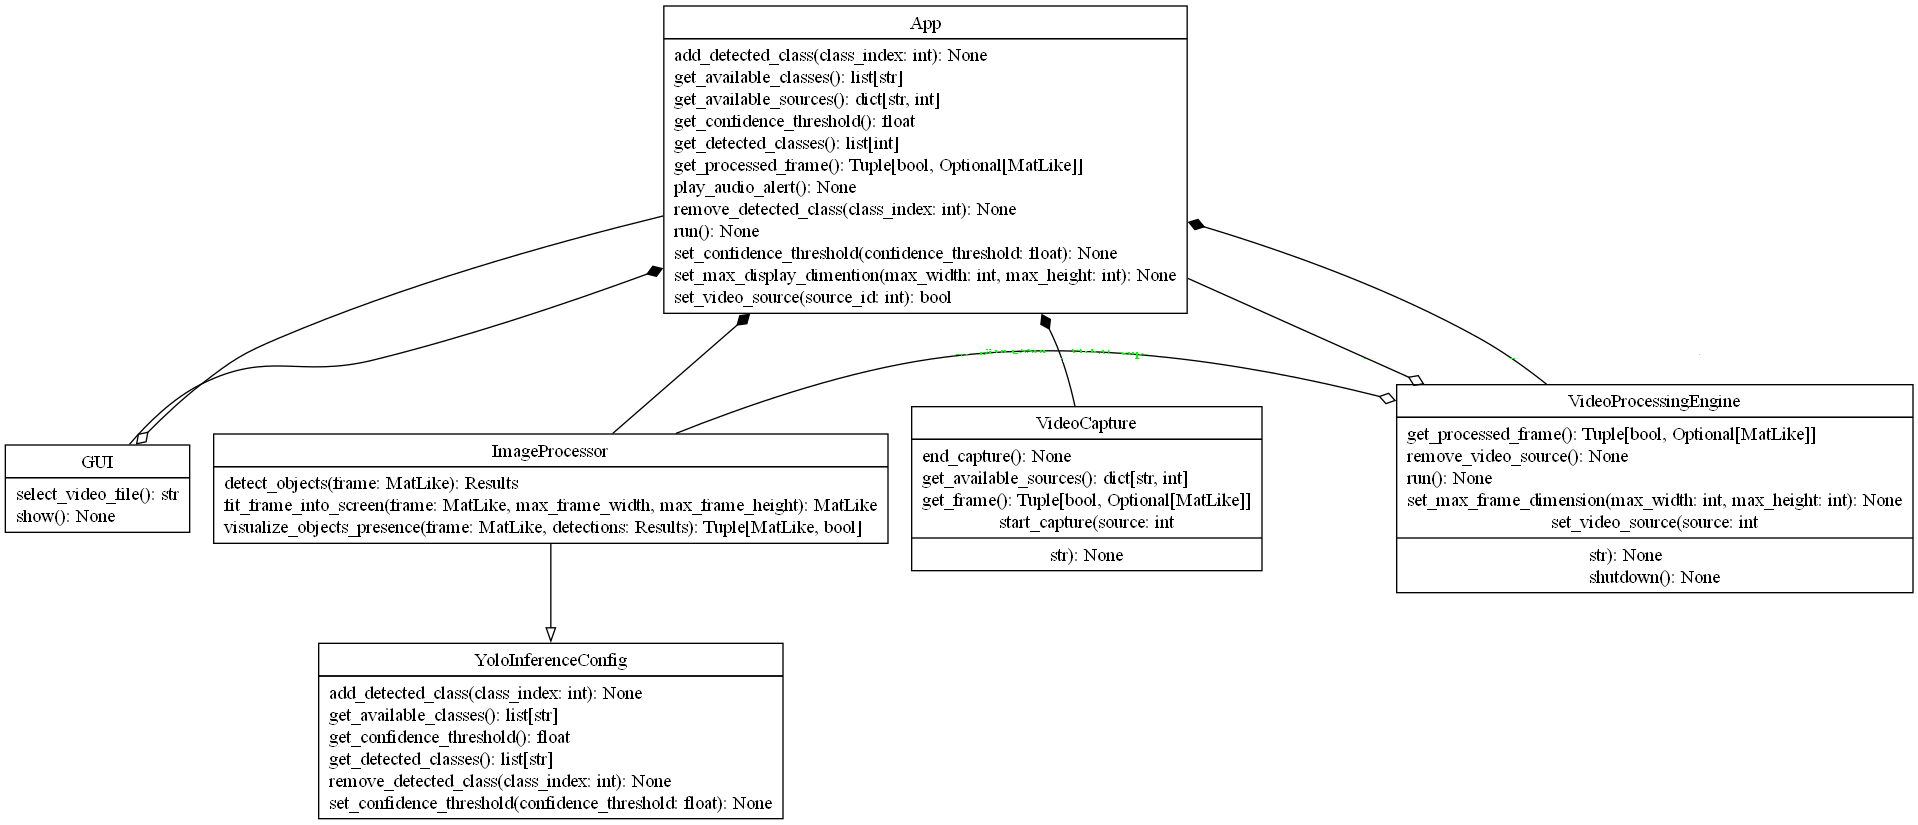 App
add_detected_class(class_index: int): None
get_available_classes(): list[str]
get_available_sources(): dict[str, int]
get_confidence_threshold(): float
get_detected_classes(): list[int]
get_processed_frame(): Tuple[bool, Optional[MatLike]]
play_audio_alert(): None
remove_detected_class(class_index: int): None
run(): None
set_confidence_threshold(confidence_threshold: float): None
set_max_display_dimention(max_width: int, max_height: int): None
set_video_source(source_id: int): bool
GUI
select_video_file(): str
show(): None
ImageProcessor
detect_objects(frame: MatLike): Results
fit_frame_into_screen(frame: MatLike, max_frame_width, max_frame_height): MatLike
visualize_objects_presence(frame: MatLike, detections: Results): Tuple[MatLike, bool]
VideoCapture
end_capture(): None
get_available_sources(): dict[str, int]
get_frame(): Tuple[bool, Optional[MatLike]]
start_capture(source: int
str): None
VideoProcessingEngine
get_processed_frame(): Tuple[bool, Optional[MatLike]]
remove_video_source(): None
run(): None
set_max_frame_dimension(max_width: int, max_height: int): None
set_video_source(source: int
str): None
shutdown(): None
YoloInferenceConfig
add_detected_class(class_index: int): None
get_available_classes(): list[str]
get_confidence_threshold(): float
get_detected_classes(): list[str]
remove_detected_class(class_index: int): None
set_confidence_threshold(confidence_threshold: float): None